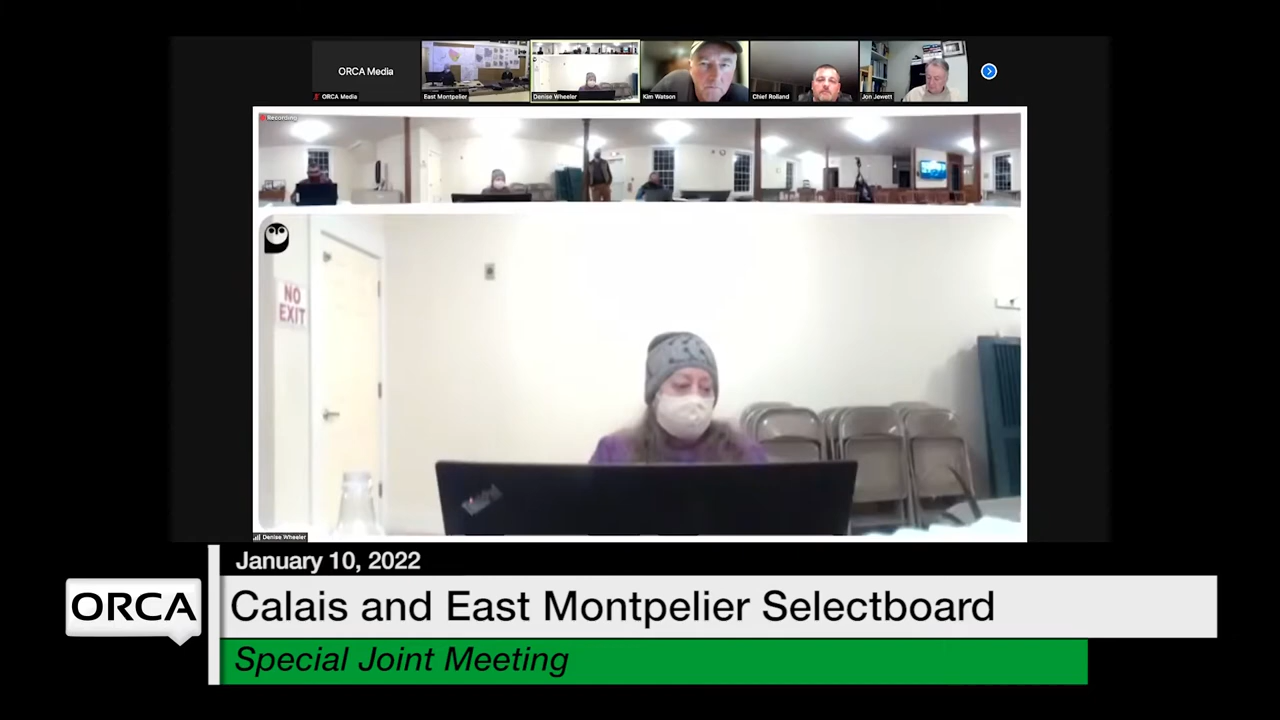 ORCA Media
ORCA Media
East Montpelier
Denise Wheeler
Kim Watson
Chief Rolland
Jon Jewett
Recording
NO
EXIT
Denise Wheeler
January 10, 2022
ORCA
Calais and East Montpelier Selectboard
Special Joint Meeting